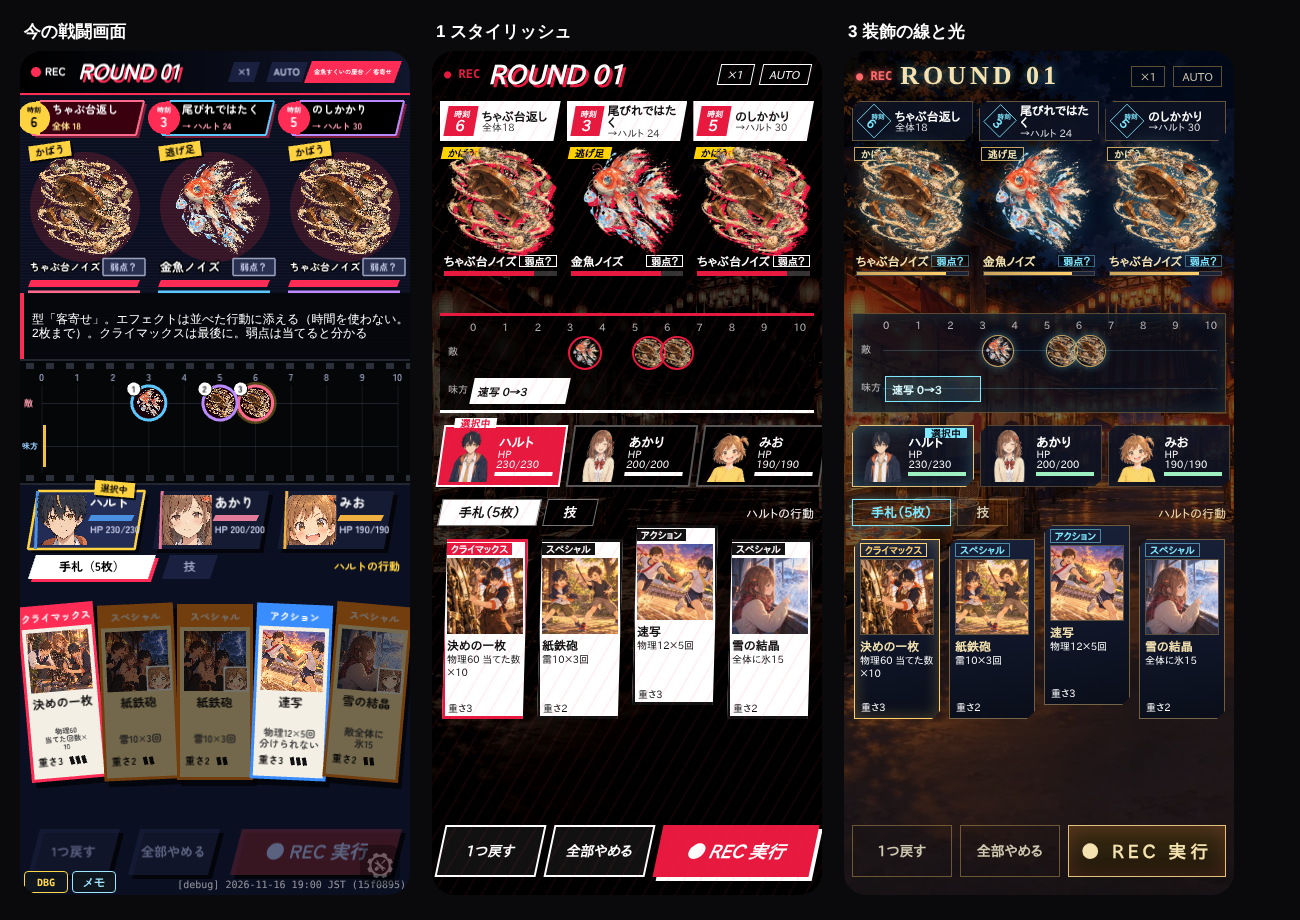 今の戦闘画面
REC
ROUND 01
×1
AUTO
金魚すくいの屋台 / 客寄せ
時刻
6
ちゃぶ台返し
全体18
時刻
3
尾びれではたく
→ ハルト 24
時刻
5
のしかかり
→ ハルト 30
かばう
逃げ足
かばう
ちゃぶ台ノイズ
弱点？
金魚ノイズ
弱点？
ちゃぶ台ノイズ
弱点？
型「客寄せ」。エフェクトは並べた行動に添える（時間を使わない。
2枚まで）。クライマックスは最後に。弱点は当てると分かる
0 1 2 3 4 5 6 7 8 9 10
敵
1
2
3
味方
選択中
ハルト
HP 230/230
あかり
HP 200/200
みお
HP 190/190
手札（5枚）
技
ハルトの行動
クライマックス
決めの一枚
物理60
当てた回数×
10
重さ3
スペシャル
紙鉄砲
雷10×3回
重さ2
スペシャル
紙鉄砲
雷10×3回
重さ2
アクション
速写
物理12×5回
分けられない
重さ3
スペシャル
雪の結晶
敵全体に
氷15
重さ2
1つ戻す
全部やめる
REC 実行
DBG
メモ
[debug] 2026-11-16 19:00 JST (15f0895)
1 スタイリッシュ
REC
ROUND 01
×1
AUTO
時刻
6
ちゃぶ台返し
全体18
時刻
3
尾びれではた
く
→ハルト 24
時刻
5
のしかかり
→ハルト 30
かばう
逃げ足
かばう
ちゃぶ台ノイズ
弱点?
金魚ノイズ
弱点?
ちゃぶ台ノイズ
弱点?
0 1 2 3 4 5 6 7 8 9 10
敵
味方
速写 0→3
選択中
ハルト
HP
230/230
あかり
HP
200/200
みお
HP
190/190
手札(5枚)
技
ハルトの行動
クライマックス
決めの一枚
物理60 当てた数
×10
重さ3
スペシャル
紙鉄砲
雷10×3回
重さ2
アクション
速写
物理12×5回
重さ3
スペシャル
雪の結晶
全体に氷15
重さ2
1つ戻す
全部やめる
REC 実行
3 装飾の線と光
REC
ROUND 01
×1
AUTO
時刻
6
ちゃぶ台返し
全体18
時刻
3
尾びれではた
く
→ハルト 24
時刻
5
のしかかり
→ハルト 30
かばう
逃げ足
かばう
ちゃぶ台ノイズ
弱点?
金魚ノイズ
弱点?
ちゃぶ台ノイズ
弱点?
0 1 2 3 4 5 6 7 8 9 10
敵
味方
速写 0→3
選択中
ハルト
HP
230/230
あかり
HP
200/200
みお
HP
190/190
手札(5枚)
技
ハルトの行動
クライマックス
決めの一枚
物理60 当てた数
×10
重さ3
スペシャル
紙鉄砲
雷10×3回
重さ2
アクション
速写
物理12×5回
重さ3
スペシャル
雪の結晶
全体に氷15
重さ2
1つ戻す
全部やめる
REC 実行